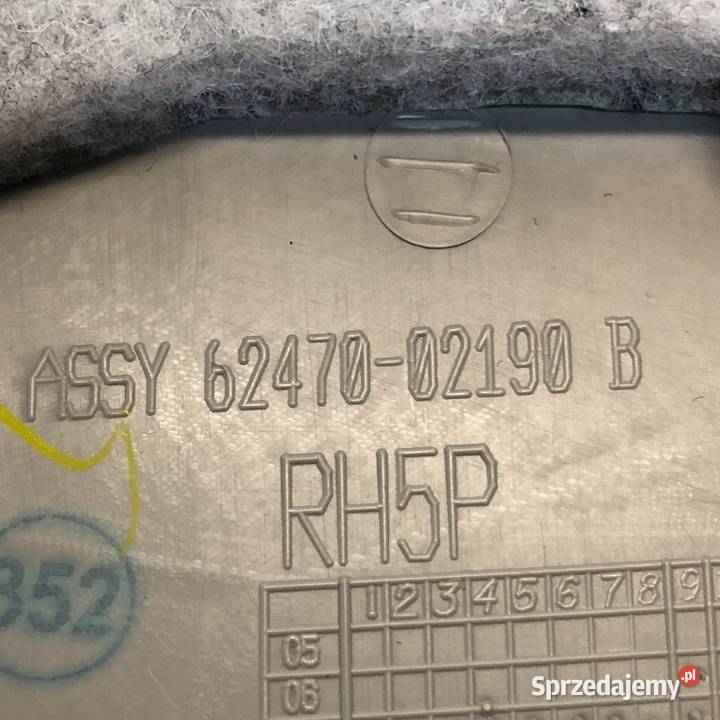 ASSY 62470-02190 B
RH5P
352
1 2 3 4 5 6 7 8 9
05
06
Sprzedajemy.pl